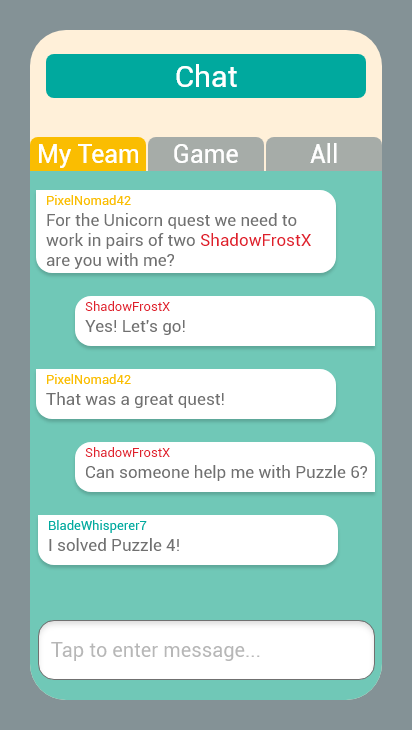 Chat
My Team Game All
PixelNomad42
For the Unicorn quest we need to
work in pairs of two ShadowFrostX
are you with me?
ShadowFrostX
Yes! Let's go!
PixelNomad42
That was a great quest!
ShadowFrostX
Can someone help me with Puzzle 6?
BladeWhisperer7
I solved Puzzle 4!
Tap to enter message...